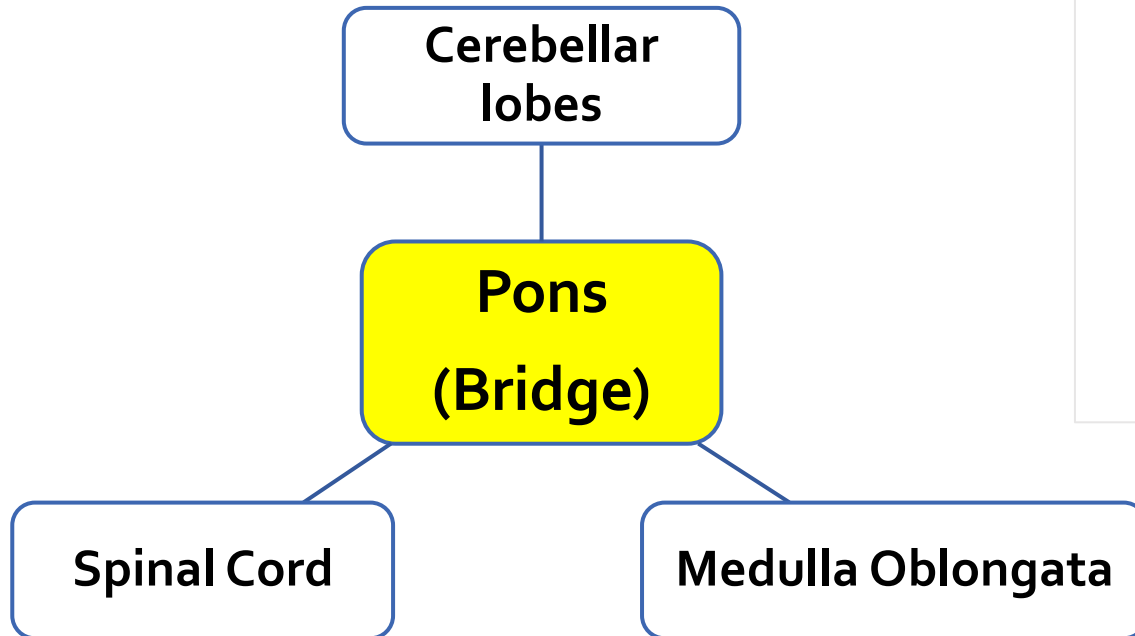 Cerebellar
lobes
Pons
(Bridge)
Spinal Cord
Medulla Oblongata